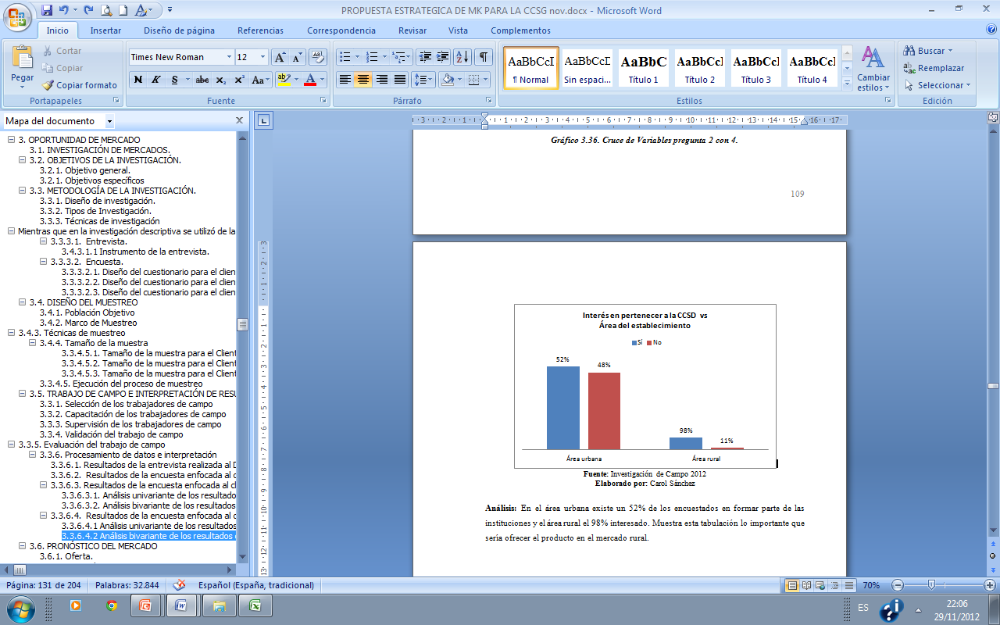 PROPUESTA ESTRATEGICA DE MK PARA LA CCSG nov.docx - Microsoft Word
Inicio Insertar Diseño de página Referencias Correspondencia Revisar Vista Complementos
Pegar
Cortar
Copiar
Copiar formato
Portapapeles
Times New Roman 12
N K S abc x₂ x² Aa
Fuente
Párrafo
AaBbCcI AaBbCcD AaBbC AaBbCcI AaBbCcI AaBbCcI
¶ Normal Sin espaci... Título 1 Título 2 Título 3 Título 4
Cambiar estilos
Estilos
Buscar
Reemplazar
Seleccionar
Edición
Mapa del documento
3. OPORTUNIDAD DE MERCADO
3.1. INVESTIGACIÓN DE MERCADOS.
3.2. OBJETIVOS DE LA INVESTIGACIÓN.
3.2.1. Objetivo general.
3.2.1. Objetivos específicos
3.3. METODOLOGÍA DE LA INVESTIGACIÓN.
3.3.1. Diseño de investigación.
3.3.2. Tipos de Investigación.
3.3.3. Técnicas de investigación
Mientras que en la investigación descriptiva se utilizó de la
3.3.3.1. Entrevista.
3.4.3.1.1 Instrumento de la entrevista.
3.3.3.2. Encuesta.
3.3.3.2.1. Diseño del cuestionario para el clien
3.3.3.2.2. Diseño del cuestionario para el clien
3.3.3.2.3. Diseño del cuestionario para el clien
3.4. DISEÑO DEL MUESTREO
3.4.1. Población Objetivo
3.4.2. Marco de Muestreo
3.4.3. Técnicas de muestreo
3.4.4. Tamaño de la muestra
3.3.4.5.1. Tamaño de la muestra para el Client
3.3.4.5.2. Tamaño de la muestra para el Client
3.3.4.5.3. Tamaño de la muestra para el Client
3.3.4.5. Ejecución del proceso de muestreo
3.5. TRABAJO DE CAMPO E INTERPRETACIÓN DE RESU
3.3.1. Selección de los trabajadores de campo
3.3.2. Capacitación de los trabajadores de campo
3.3.3. Supervisión de los trabajadores de campo
3.3.4. Validación del trabajo de campo
3.3.5. Evaluación del trabajo de campo
3.3.6. Procesamiento de datos e interpretación
3.3.6.1. Resultados de la entrevista realizada al D
3.3.6.2. Resultados de la encuesta enfocada al c
3.3.6.3. Resultados de la encuesta enfocada al cl
3.3.6.3.1. Análisis univariante de los resultado
3.3.6.3.2. Análisis bivariante de los resultados
3.3.6.4. Resultados de la encuesta enfocada al c
3.3.6.4.1 Análisis univariante de los resultados
3.3.6.4.2 Análisis bivariante de los resultados
3.6. PRONÓSTICO DEL MERCADO
3.6.1. Oferta.
Gráfico 3.36. Cruce de Variables pregunta 2 con 4.
109
Interés en pertenecer a la CCSD vs
Área del establecimiento
Sí No
52% 48% 98% 11%
Área urbana Área rural
Fuente: Investigación de Campo 2012
Elaborado por: Carol Sánchez
Análisis: En el área urbana existe un 52% de los encuestados en formar parte de las
instituciones y el área rural el 98% interesado. Muestra esta tabulación lo importante que
sería ofrecer el producto en el mercado rural.
Página: 131 de 204 Palabras: 32.844 Español (España, tradicional) 70%
ES
22:06
29/11/2012